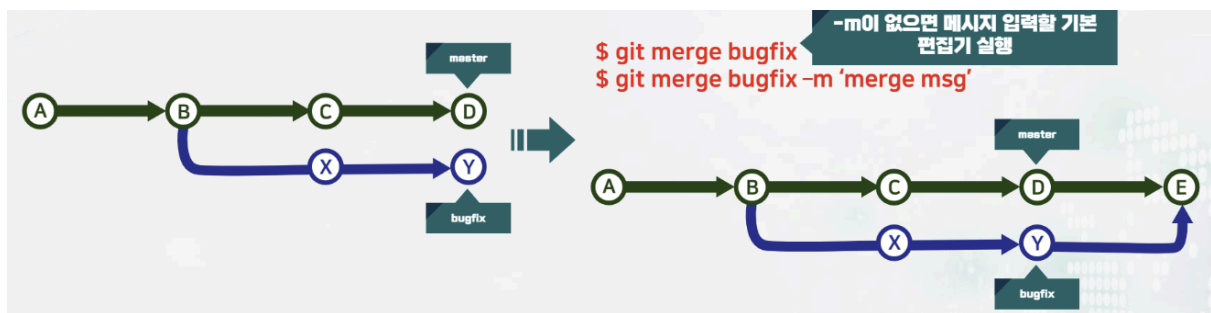 -m이 없으면 메시지 입력할 기본
편집기 실행
$ git merge bugfix
$ git merge bugfix –m ‘merge msg’
master
A B C D
X Y
bugfix
master
A B C D E
X Y
bugfix